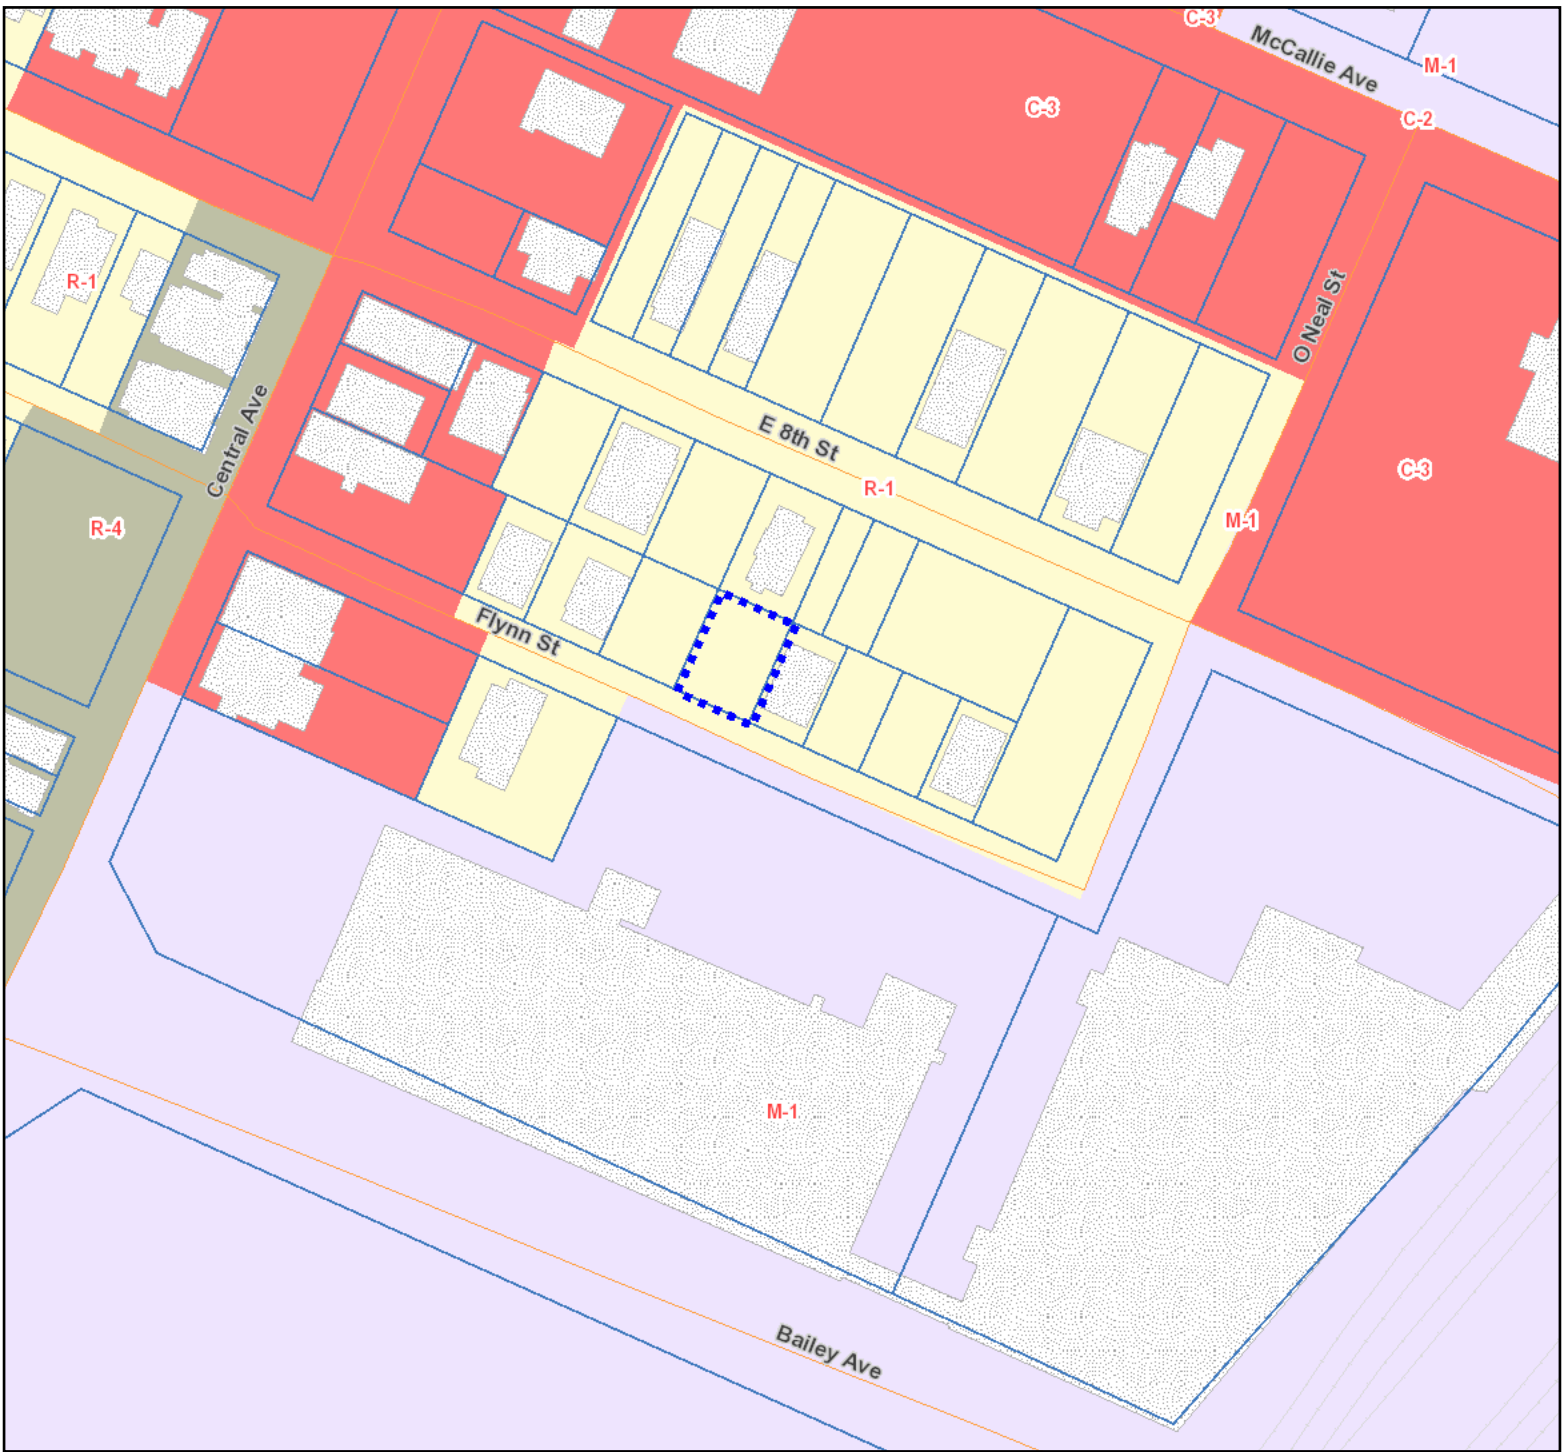 C-3
McCallie Ave
M-1
C-3
C-2
R-1
O Neal St
Central Ave
E 8th St
C-3
R-1
M-1
R-4
Flynn St
M-1
Bailey Ave